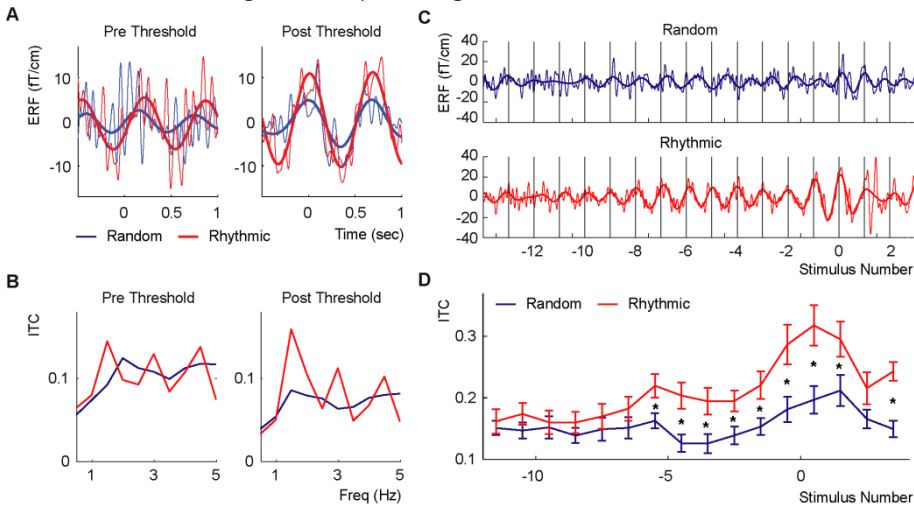 A
Pre Threshold
Post Threshold
ERF (fT/cm)
10
0
-10
10
0
-10
0
0.5
1
0
0.5
1
Random
Rhythmic
Time (sec)
B
Pre Threshold
Post Threshold
ITC
0.1
0
0.1
0
1
3
5
1
3
5
Freq (Hz)
C
Random
ERF (fT/cm)
40
20
0
-20
-40
Rhythmic
40
20
0
-20
-40
-12
-10
-8
-6
-4
-2
0
2
Stimulus Number
D
ITC
Random
Rhythmic
0.3
0.2
0.1
* * * * * * * * *
-10
-5
0
Stimulus Number